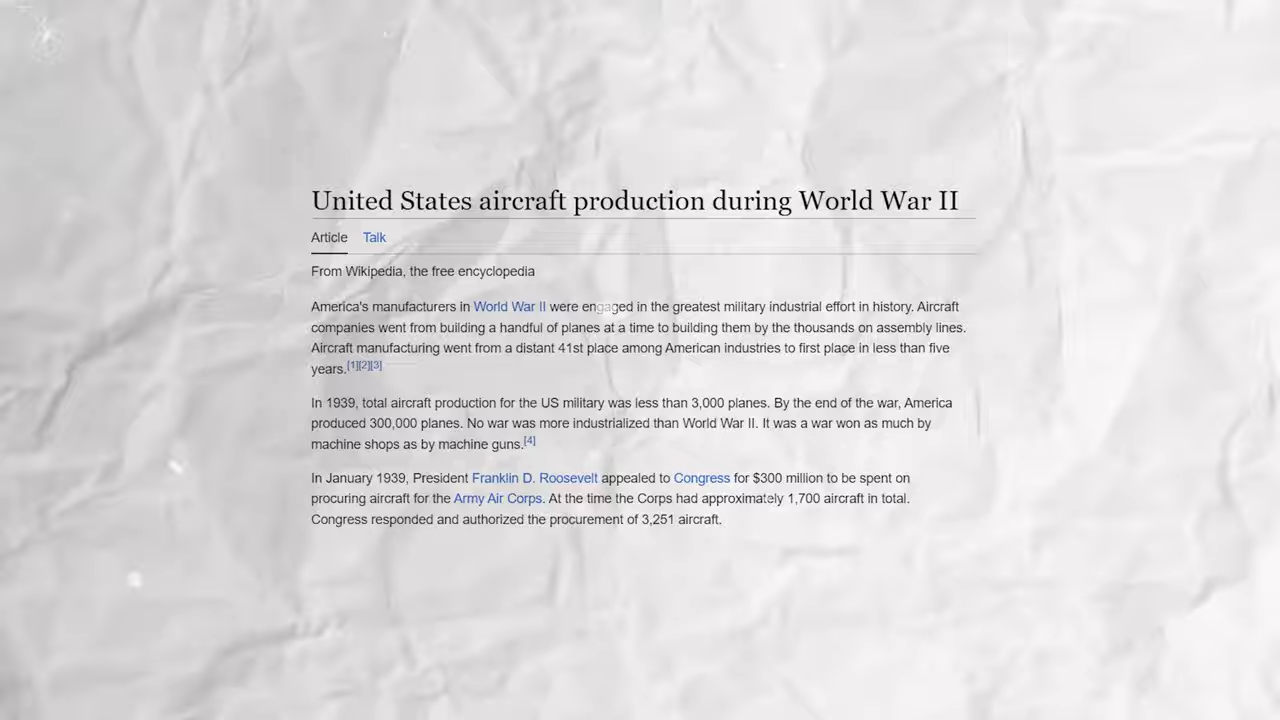 United States aircraft production during World War II
Article Talk
From Wikipedia, the free encyclopedia
America's manufacturers in World War II were engaged in the greatest military industrial effort in history. Aircraft
companies went from building a handful of planes at a time to building them by the thousands on assembly lines.
Aircraft manufacturing went from a distant 41st place among American industries to first place in less than five
years.[1][2][3]
In 1939, total aircraft production for the US military was less than 3,000 planes. By the end of the war, America
produced 300,000 planes. No war was more industrialized than World War II. It was a war won as much by
machine shops as by machine guns.[4]
In January 1939, President Franklin D. Roosevelt appealed to Congress for $300 million to be spent on
procuring aircraft for the Army Air Corps. At the time the Corps had approximately 1,700 aircraft in total.
Congress responded and authorized the procurement of 3,251 aircraft.